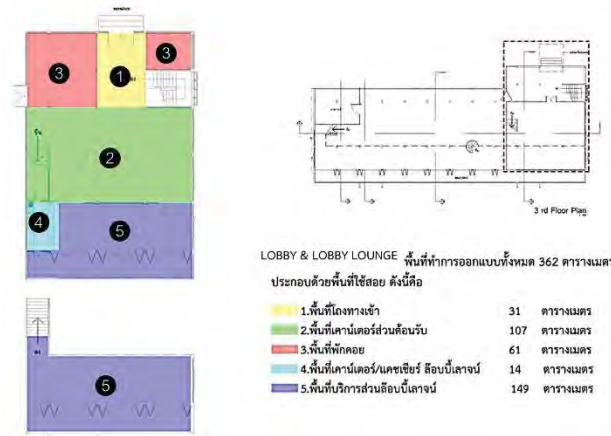 3
3
1
2
4
5
5
3 rd Floor Plan
LOBBY & LOBBY LOUNGE พื้นที่ทำการออกแบบทั้งหมด 362 ตารางเมตร
ประกอบด้วยพื้นที่ใช้สอย ดังนี้คือ
1.พื้นที่โถงทางเข้า 31 ตารางเมตร
2.พื้นที่เคาน์เตอร์ส่วนต้อนรับ 107 ตารางเมตร
3.พื้นที่พักคอย 61 ตารางเมตร
4.พื้นที่เคาน์เตอร์/แคชเชียร์ ล๊อบบี้เลาจน์ 14 ตารางเมตร
5.พื้นที่บริการส่วนล๊อบบี้เลาจน์ 149 ตารางเมตร